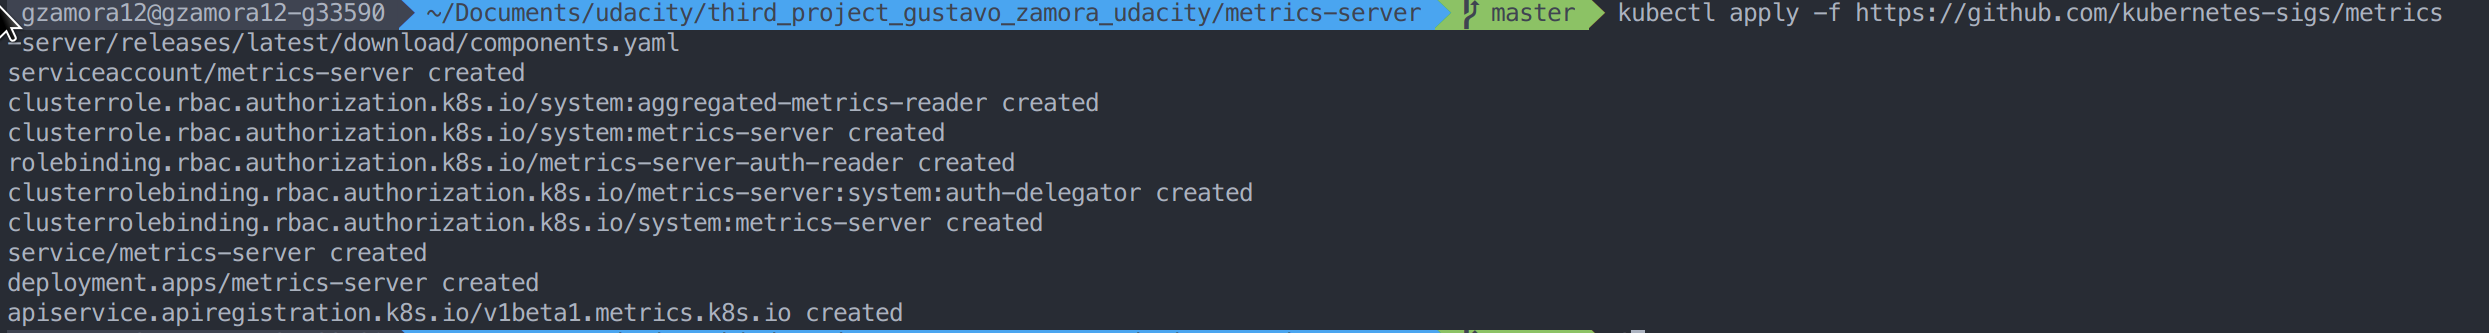 gzamora12@gzamora12-g33590 ~/Documents/udacity/third_project_gustavo_zamora_udacity/metrics-server master kubectl apply -f https://github.com/kubernetes-sigs/metrics
-server/releases/latest/download/components.yaml
serviceaccount/metrics-server created
clusterrole.rbac.authorization.k8s.io/system:aggregated-metrics-reader created
clusterrole.rbac.authorization.k8s.io/system:metrics-server created
rolebinding.rbac.authorization.k8s.io/metrics-server-auth-reader created
clusterrolebinding.rbac.authorization.k8s.io/metrics-server:system:auth-delegator created
clusterrolebinding.rbac.authorization.k8s.io/system:metrics-server created
service/metrics-server created
deployment.apps/metrics-server created
apiservice.apiregistration.k8s.io/v1beta1.metrics.k8s.io created